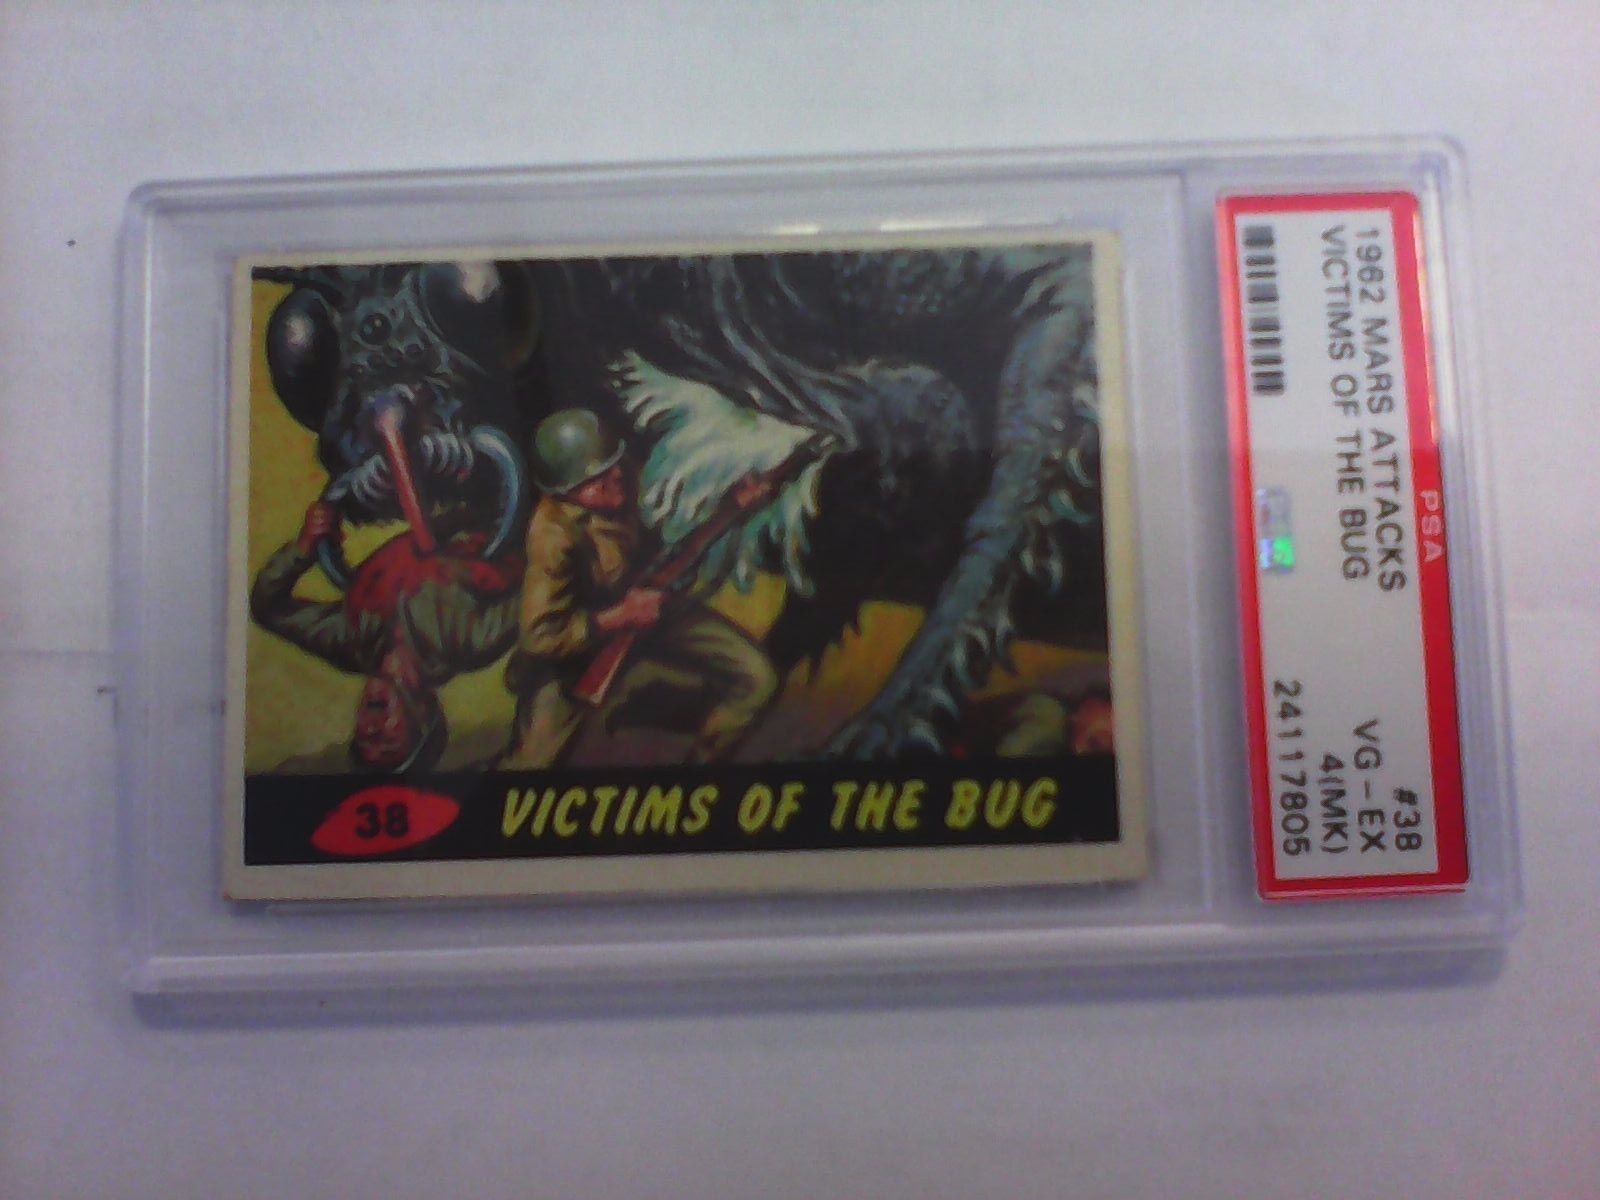 38 VICTIMS OF THE BUG
PSA
1962 MARS ATTACKS #38
VICTIMS OF THE BUG VG-EX
4(MK)
24117805